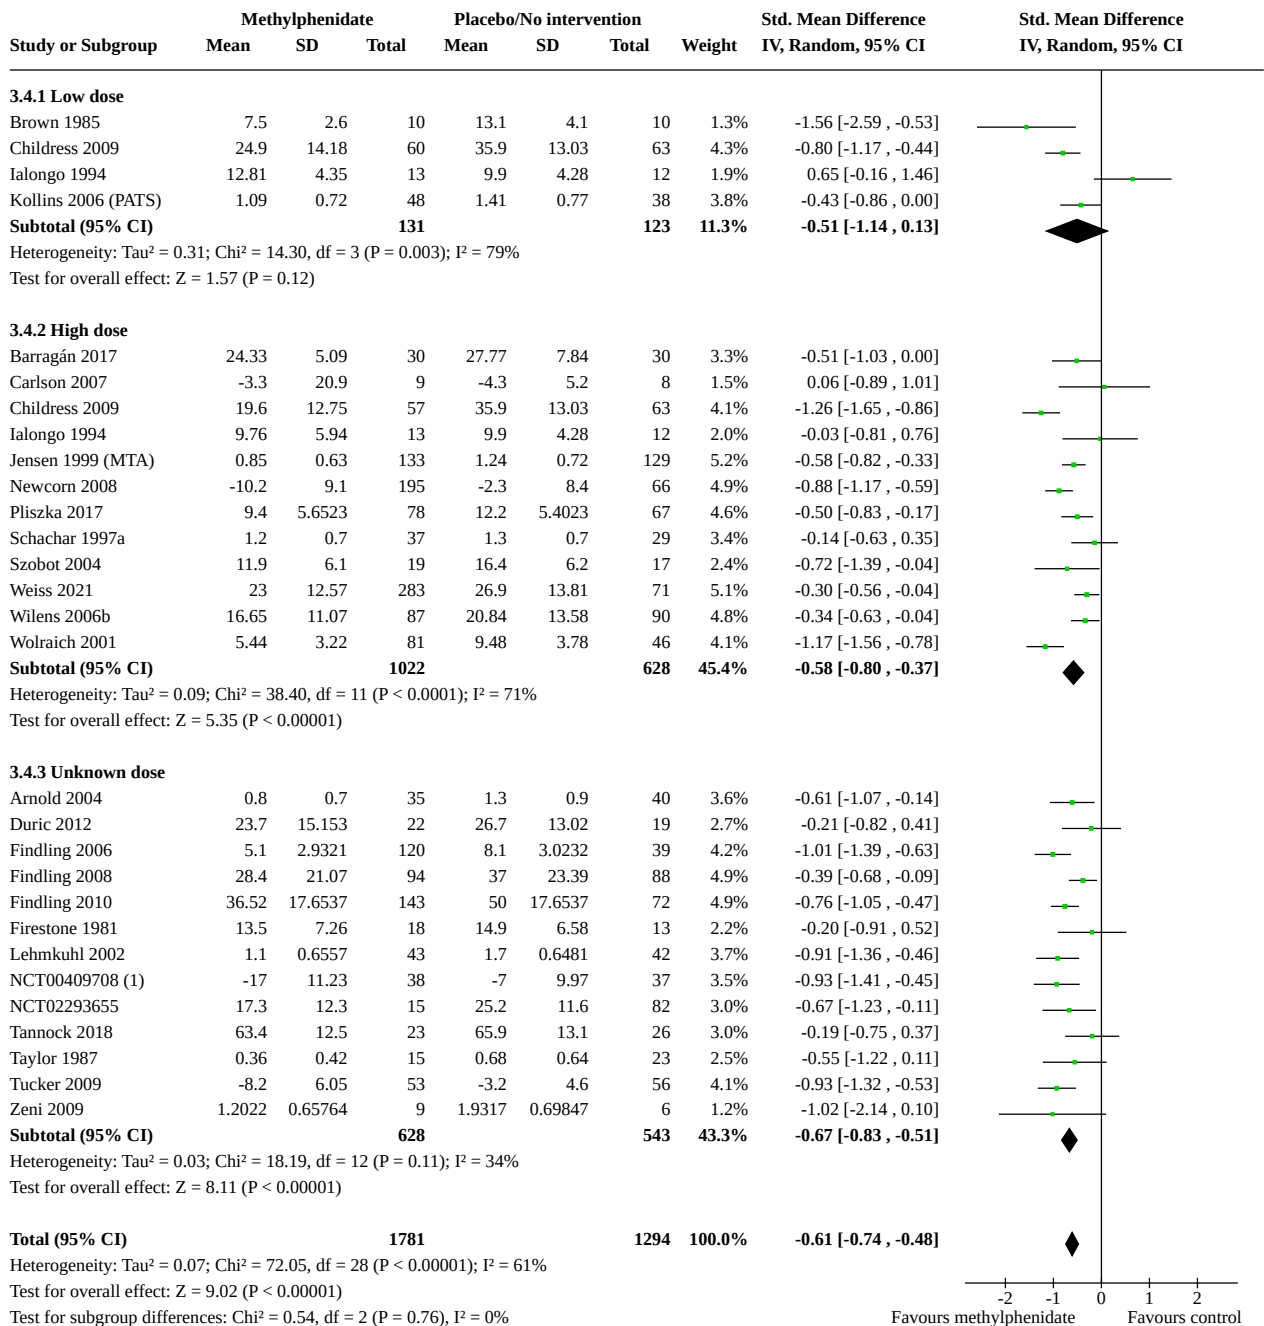 Methylphenidate Placebo/No intervention Std. Mean Difference Std. Mean Difference
Study or Subgroup Mean SD Total Mean SD Total Weight IV, Random, 95% CI IV, Random, 95% CI
3.4.1 Low dose
Brown 1985 7.5 2.6 10 13.1 4.1 10 1.3% -1.56 [-2.59 , -0.53]
Childress 2009 24.9 14.18 60 35.9 13.03 63 4.3% -0.80 [-1.17 , -0.44]
Ialongo 1994 12.81 4.35 13 9.9 4.28 12 1.9% 0.65 [-0.16 , 1.46]
Kollins 2006 (PATS) 1.09 0.72 48 1.41 0.77 38 3.8% -0.43 [-0.86 , 0.00]
Subtotal (95% CI) 131 123 11.3% -0.51 [-1.14 , 0.13]
Heterogeneity: Tau² = 0.31; Chi² = 14.30, df = 3 (P = 0.003); I² = 79%
Test for overall effect: Z = 1.57 (P = 0.12)
3.4.2 High dose
Barragán 2017 24.33 5.09 30 27.77 7.84 30 3.3% -0.51 [-1.03 , 0.00]
Carlson 2007 -3.3 20.9 9 -4.3 5.2 8 1.5% 0.06 [-0.89 , 1.01]
Childress 2009 19.6 12.75 57 35.9 13.03 63 4.1% -1.26 [-1.65 , -0.86]
Ialongo 1994 9.76 5.94 13 9.9 4.28 12 2.0% -0.03 [-0.81 , 0.76]
Jensen 1999 (MTA) 0.85 0.63 133 1.24 0.72 129 5.2% -0.58 [-0.82 , -0.33]
Newcorn 2008 -10.2 9.1 195 -2.3 8.4 66 4.9% -0.88 [-1.17 , -0.59]
Pliszka 2017 9.4 5.6523 78 12.2 5.4023 67 4.6% -0.50 [-0.83 , -0.17]
Schachar 1997a 1.2 0.7 37 1.3 0.7 29 3.4% -0.14 [-0.63 , 0.35]
Szobot 2004 11.9 6.1 19 16.4 6.2 17 2.4% -0.72 [-1.39 , -0.04]
Weiss 2021 23 12.57 283 26.9 13.81 71 5.1% -0.30 [-0.56 , -0.04]
Wilens 2006b 16.65 11.07 87 20.84 13.58 90 4.8% -0.34 [-0.63 , -0.04]
Wolraich 2001 5.44 3.22 81 9.48 3.78 46 4.1% -1.17 [-1.56 , -0.78]
Subtotal (95% CI) 1022 628 45.4% -0.58 [-0.80 , -0.37]
Heterogeneity: Tau² = 0.09; Chi² = 38.40, df = 11 (P < 0.0001); I² = 71%
Test for overall effect: Z = 5.35 (P < 0.00001)
3.4.3 Unknown dose
Arnold 2004 0.8 0.7 35 1.3 0.9 40 3.6% -0.61 [-1.07 , -0.14]
Duric 2012 23.7 15.153 22 26.7 13.02 19 2.7% -0.21 [-0.82 , 0.41]
Findling 2006 5.1 2.9321 120 8.1 3.0232 39 4.2% -1.01 [-1.39 , -0.63]
Findling 2008 28.4 21.07 94 37 23.39 88 4.9% -0.39 [-0.68 , -0.09]
Findling 2010 36.52 17.6537 143 50 17.6537 72 4.9% -0.76 [-1.05 , -0.47]
Firestone 1981 13.5 7.26 18 14.9 6.58 13 2.2% -0.20 [-0.91 , 0.52]
Lehmkuhl 2002 1.1 0.6557 43 1.7 0.6481 42 3.7% -0.91 [-1.36 , -0.46]
NCT00409708 (1) -17 11.23 38 -7 9.97 37 3.5% -0.93 [-1.41 , -0.45]
NCT02293655 17.3 12.3 15 25.2 11.6 82 3.0% -0.67 [-1.23 , -0.11]
Tannock 2018 63.4 12.5 23 65.9 13.1 26 3.0% -0.19 [-0.75 , 0.37]
Taylor 1987 0.36 0.42 15 0.68 0.64 23 2.5% -0.55 [-1.22 , 0.11]
Tucker 2009 -8.2 6.05 53 -3.2 4.6 56 4.1% -0.93 [-1.32 , -0.53]
Zeni 2009 1.2022 0.65764 9 1.9317 0.69847 6 1.2% -1.02 [-2.14 , 0.10]
Subtotal (95% CI) 628 543 43.3% -0.67 [-0.83 , -0.51]
Heterogeneity: Tau² = 0.03; Chi² = 18.19, df = 12 (P = 0.11); I² = 34%
Test for overall effect: Z = 8.11 (P < 0.00001)
Total (95% CI) 1781 1294 100.0% -0.61 [-0.74 , -0.48]
Heterogeneity: Tau² = 0.07; Chi² = 72.05, df = 28 (P < 0.00001); I² = 61%
Test for overall effect: Z = 9.02 (P < 0.00001)
-2 -1 0 1 2
Test for subgroup differences: Chi² = 0.54, df = 2 (P = 0.76), I² = 0% Favours methylphenidate Favours control